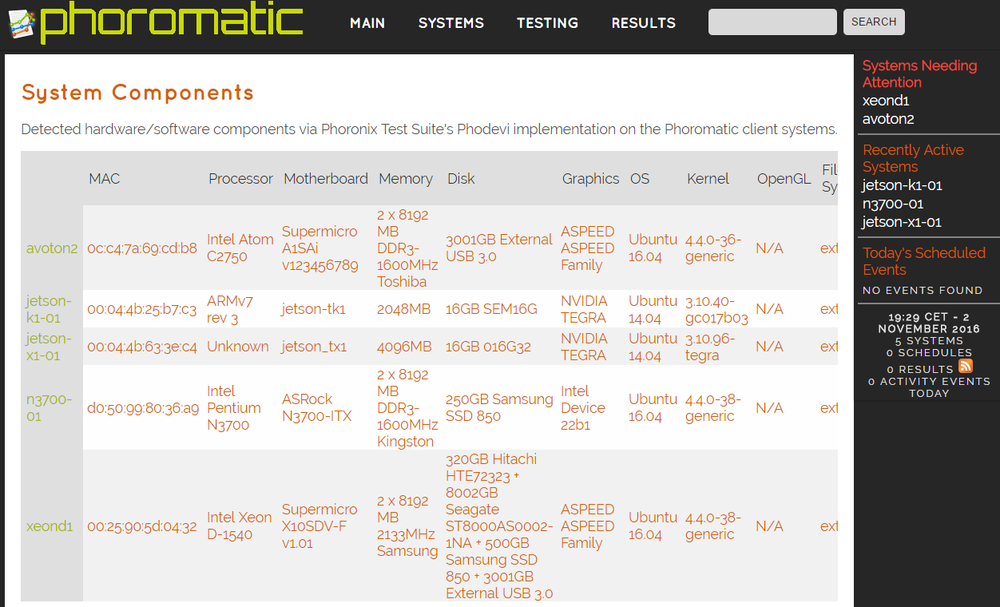 phoromatic
MAIN SYSTEMS TESTING RESULTS SEARCH
System Components
Detected hardware/software components via Phoronix Test Suite's Phodevi implementation on the Phoromatic client systems.
MAC Processor Motherboard Memory Disk Graphics OS Kernel OpenGL Fil
Sy
avoton2
0c:c4:7a:69:cd:b8
Intel Atom
C2750
Supermicro
A1SAi
v123456789
2 x 8192
MB
DDR3-
1600MHz
Toshiba
3001GB External
USB 3.0
ASPEED
ASPEED
Family
Ubuntu
16.04
4.4.0-36-
generic
N/A
ext
jetson-
k1-01
00:04:4b:25:b7:c3
ARMv7
rev 3
jetson-tk1
2048MB
16GB SEM16G
NVIDIA
TEGRA
Ubuntu
14.04
3.10.40-
gc017b03
N/A
ext
jetson-
x1-01
00:04:4b:63:3e:c4
Unknown
jetson_tx1
4096MB
16GB 016G32
NVIDIA
TEGRA
Ubuntu
14.04
3.10.96-
tegra
N/A
ext
n3700-
01
d0:50:99:80:36:a9
Intel
Pentium
N3700
ASRock
N3700-ITX
2 x 8192
MB
DDR3-
1600MHz
Kingston
250GB Samsung
SSD 850
Intel
Device
22b1
Ubuntu
16.04
4.4.0-38-
generic
N/A
ext
xeond1
00:25:90:5d:04:32
Intel Xeon
D-1540
Supermicro
X10SDV-F
v1.01
2 x 8192
MB
2133MHz
Samsung
320GB Hitachi
HTE72323 +
8002GB
Seagate
ST8000AS0002-
1NA + 500GB
Samsung SSD
850 + 3001GB
External USB 3.0
ASPEED
ASPEED
Family
Ubuntu
16.04
4.4.0-38-
generic
N/A
ext
Systems Needing
Attention
xeond1
avoton2
Recently Active
Systems
jetson-k1-01
n3700-01
jetson-x1-01
Today's Scheduled
Events
NO EVENTS FOUND
19:29 CET - 2
NOVEMBER 2016
5 SYSTEMS
0 SCHEDULES
0 RESULTS
0 ACTIVITY EVENTS
TODAY